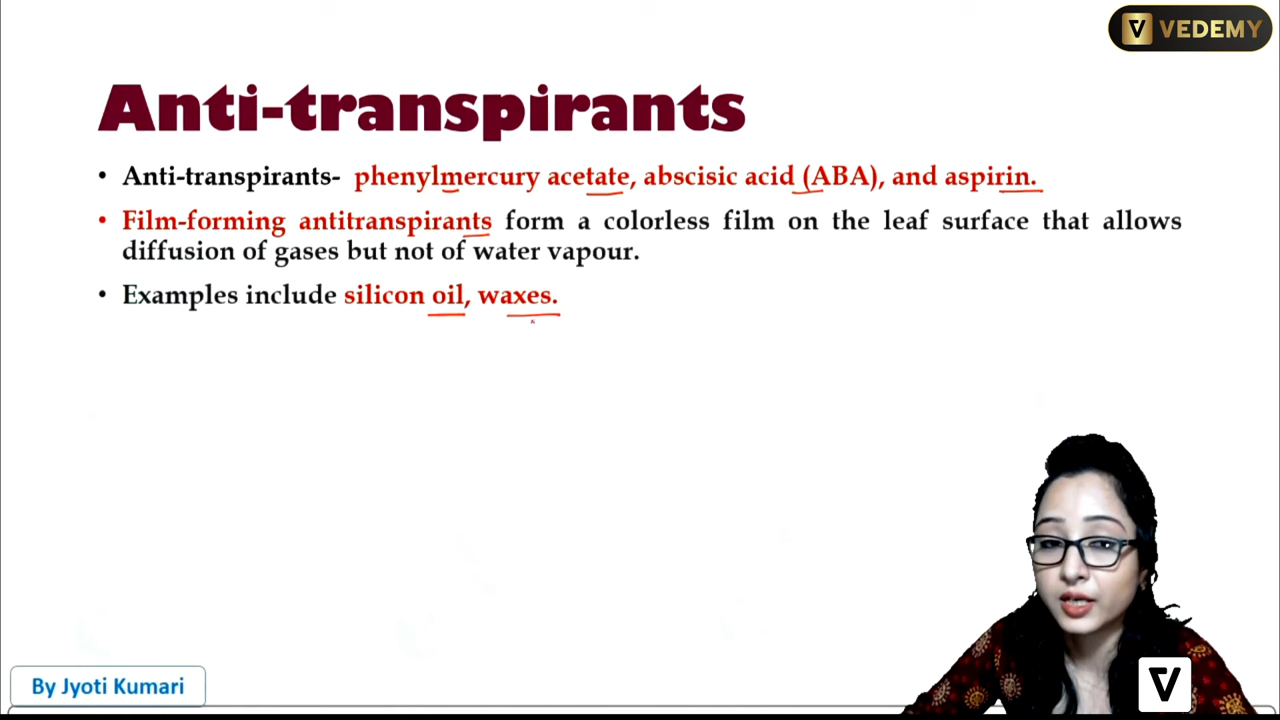 VEDEMY
Anti-transpirants
• Anti-transpirants- phenylmercury acetate, abscisic acid (ABA), and aspirin.
• Film-forming antitranspirants form a colorless film on the leaf surface that allows
diffusion of gases but not of water vapour.
• Examples include silicon oil, waxes.
By Jyoti Kumari